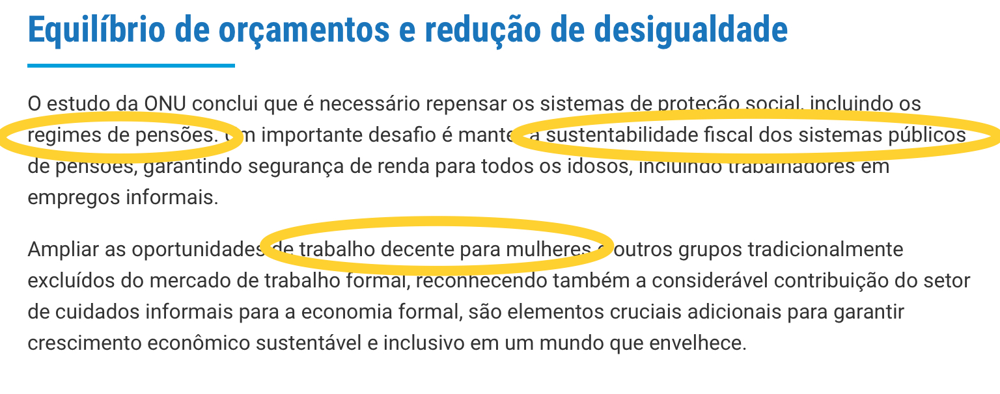 Equilíbrio de orçamentos e redução de desigualdade
O estudo da ONU conclui que é necessário repensar os sistemas de proteção social, incluindo os
regimes de pensões. Um importante desafio é manter a sustentabilidade fiscal dos sistemas públicos
de pensões, garantindo segurança de renda para todos os idosos, incluindo trabalhadores em
empregos informais.
Ampliar as oportunidades de trabalho decente para mulheres e outros grupos tradicionalmente
excluídos do mercado de trabalho formal, reconhecendo também a considerável contribuição do setor
de cuidados informais para a economia formal, são elementos cruciais adicionais para garantir
crescimento econômico sustentável e inclusivo em um mundo que envelhece.